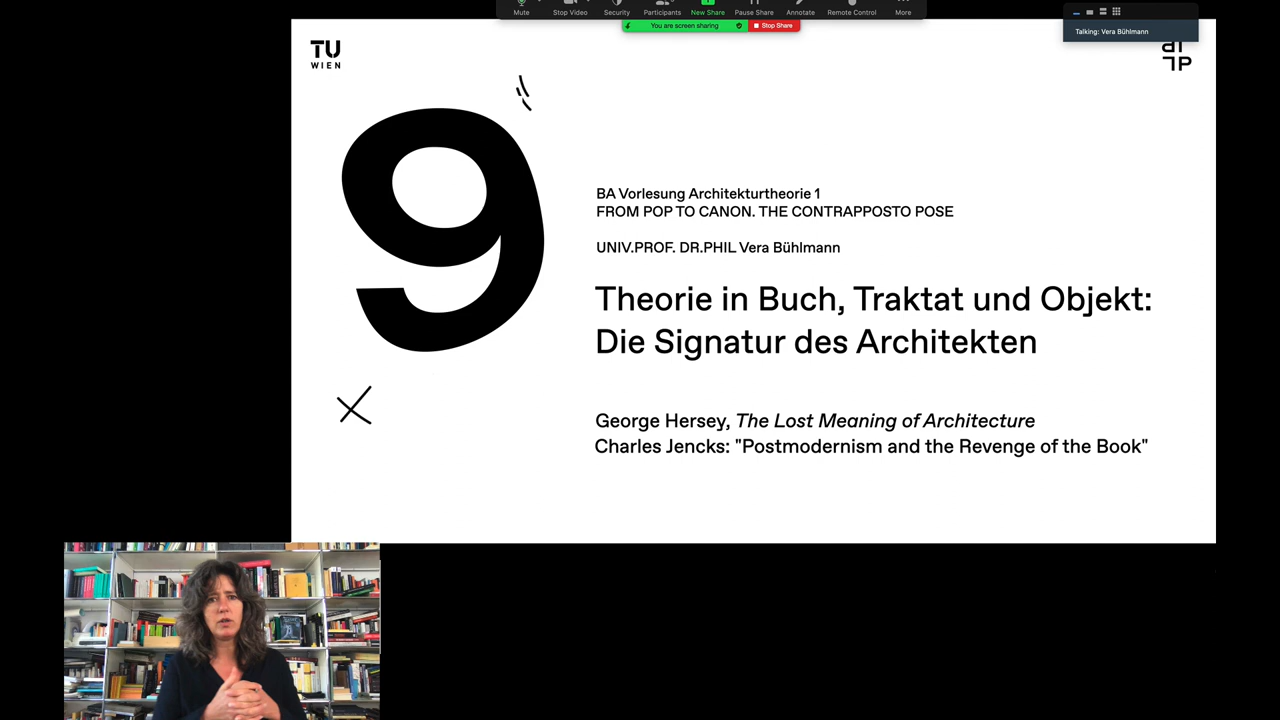 Mute
Stop Video
Security
Participants
New Share
Pause Share
Annotate
Remote Control
More
You are screen sharing
Stop Share
Talking: Vera Bühlmann
TU
WIEN
9
BA Vorlesung Architekturtheorie 1
FROM POP TO CANON. THE CONTRAPPOSTO POSE
UNIV.PROF. DR.PHIL Vera Bühlmann
Theorie in Buch, Traktat und Objekt:
Die Signatur des Architekten
George Hersey, The Lost Meaning of Architecture
Charles Jencks: "Postmodernism and the Revenge of the Book"